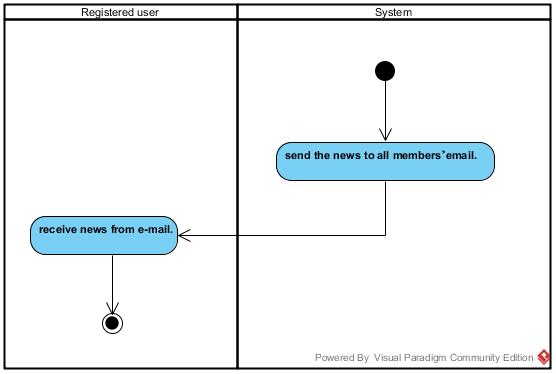 Registered user
System
send the news to all members'email.
receive news from e-mail.
Powered By Visual Paradigm Community Edition